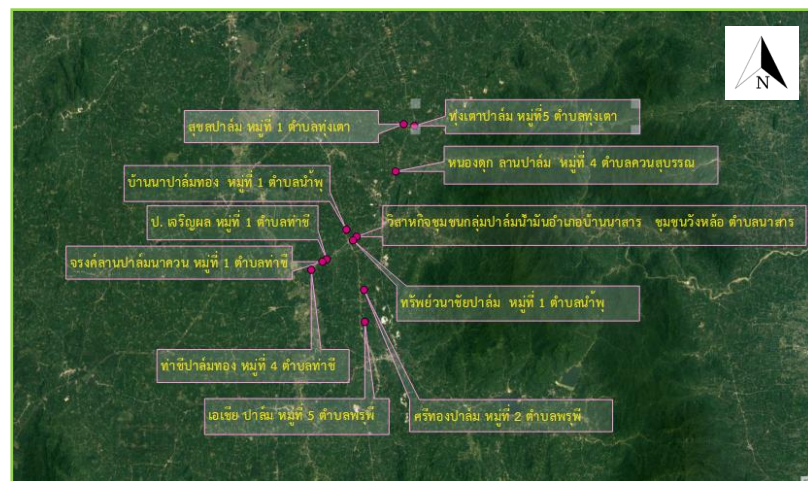 N
สุขสปาล์ม หมู่ที่ 1 ตำบลทุ่งเตา
ทุ่งเตาปาล์ม หมู่ที่5 ตำบลทุ่งเตา
หนองดุก ลานปาล์ม หมู่ที่ 4 ตำบลควนสุบรรณ
บ้านนาปาล์มทอง หมู่ที่ 1 ตำบลน้ำพุ
ป. เจริญผล หมู่ที่ 1 ตำบลท่าชี
วิสาหกิจชุมชนกลุ่มปาล์มน้ำมันอำเภอบ้านนาสาร ชุมชนวังหล้อ ตำบลนาสาร
จรงค์ลานปาล์มนาควน หมู่ที่ 1 ตำบลท่าชี
ทรัพย์วนาชัยปาล์ม หมู่ที่ 1 ตำบลน้ำพุ
ท่าชีปาล์มทอง หมู่ที่ 4 ตำบลท่าชี
เอเชีย ปาล์ม หมู่ที่ 5 ตำบลพรุพี
ศรีทองปาล์ม หมู่ที่ 2 ตำบลพรุพี